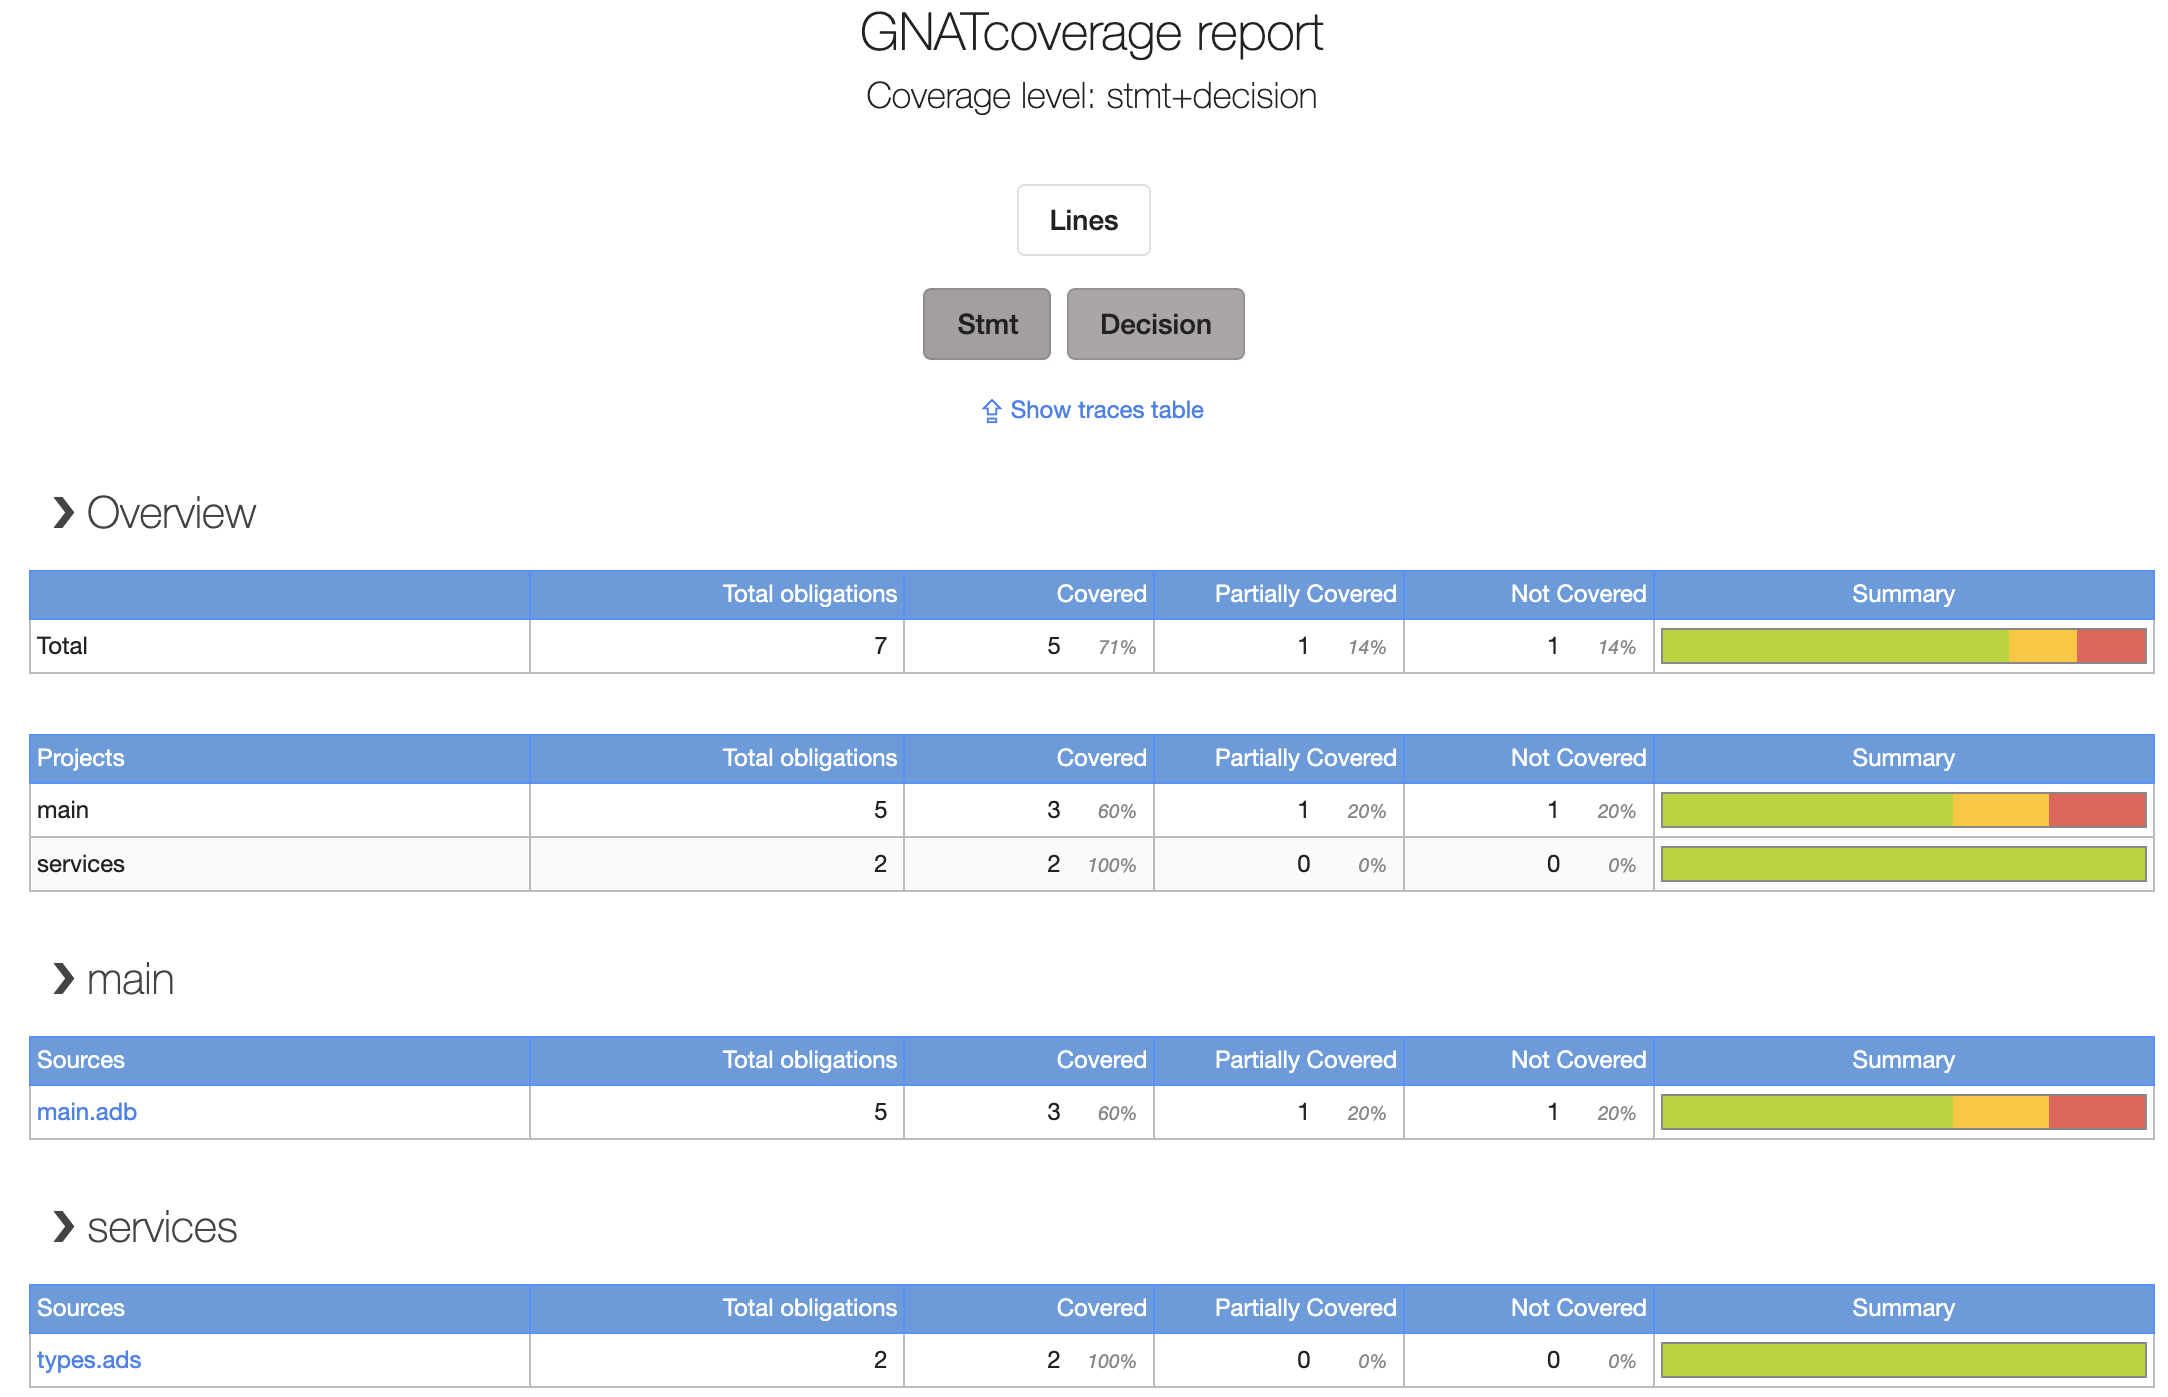 GNATcoverage report
Coverage level: stmt+decision
Lines
Stmt Decision
Show traces table
Overview
Total obligations Covered Partially Covered Not Covered Summary
Total 7 5 71% 1 14% 1 14%
Projects Total obligations Covered Partially Covered Not Covered Summary
main 5 3 60% 1 20% 1 20%
services 2 2 100% 0 0% 0 0%
main
Sources Total obligations Covered Partially Covered Not Covered Summary
main.adb 5 3 60% 1 20% 1 20%
services
Sources Total obligations Covered Partially Covered Not Covered Summary
types.ads 2 2 100% 0 0% 0 0%